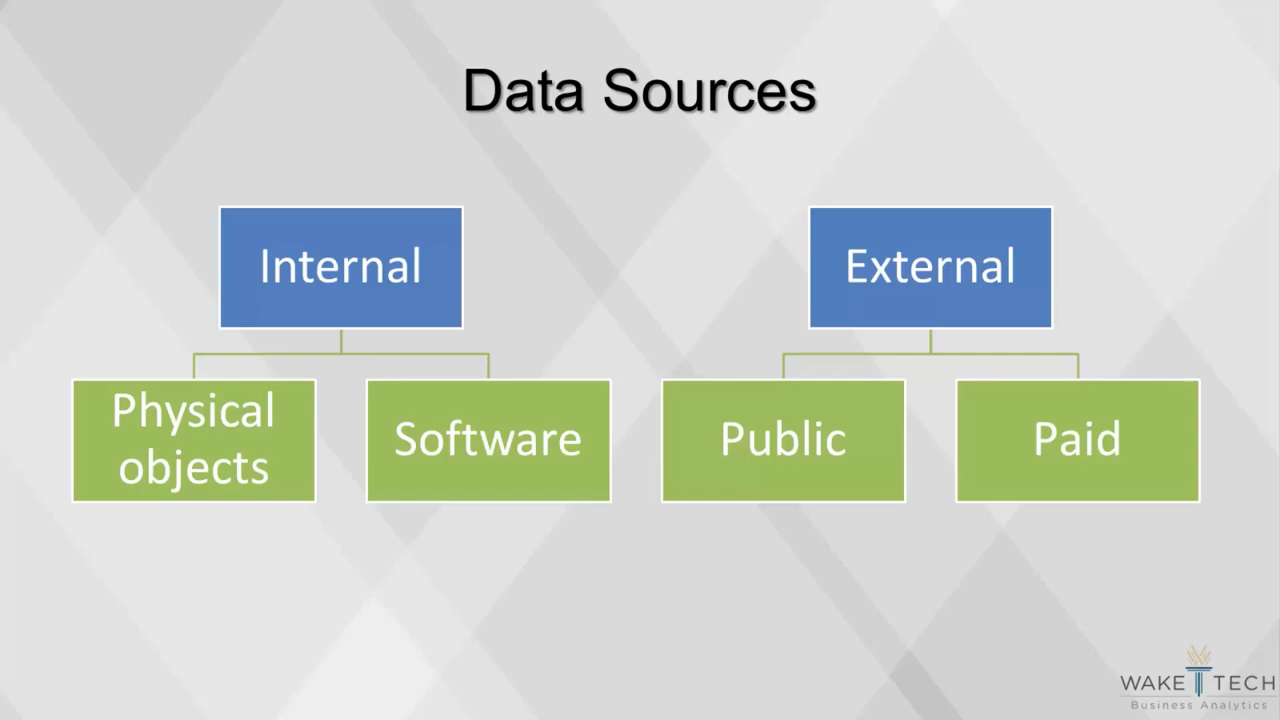 Data Sources
Internal
External
Physical
objects
Software
Public
Paid
WAKE TECH
Business Analytics